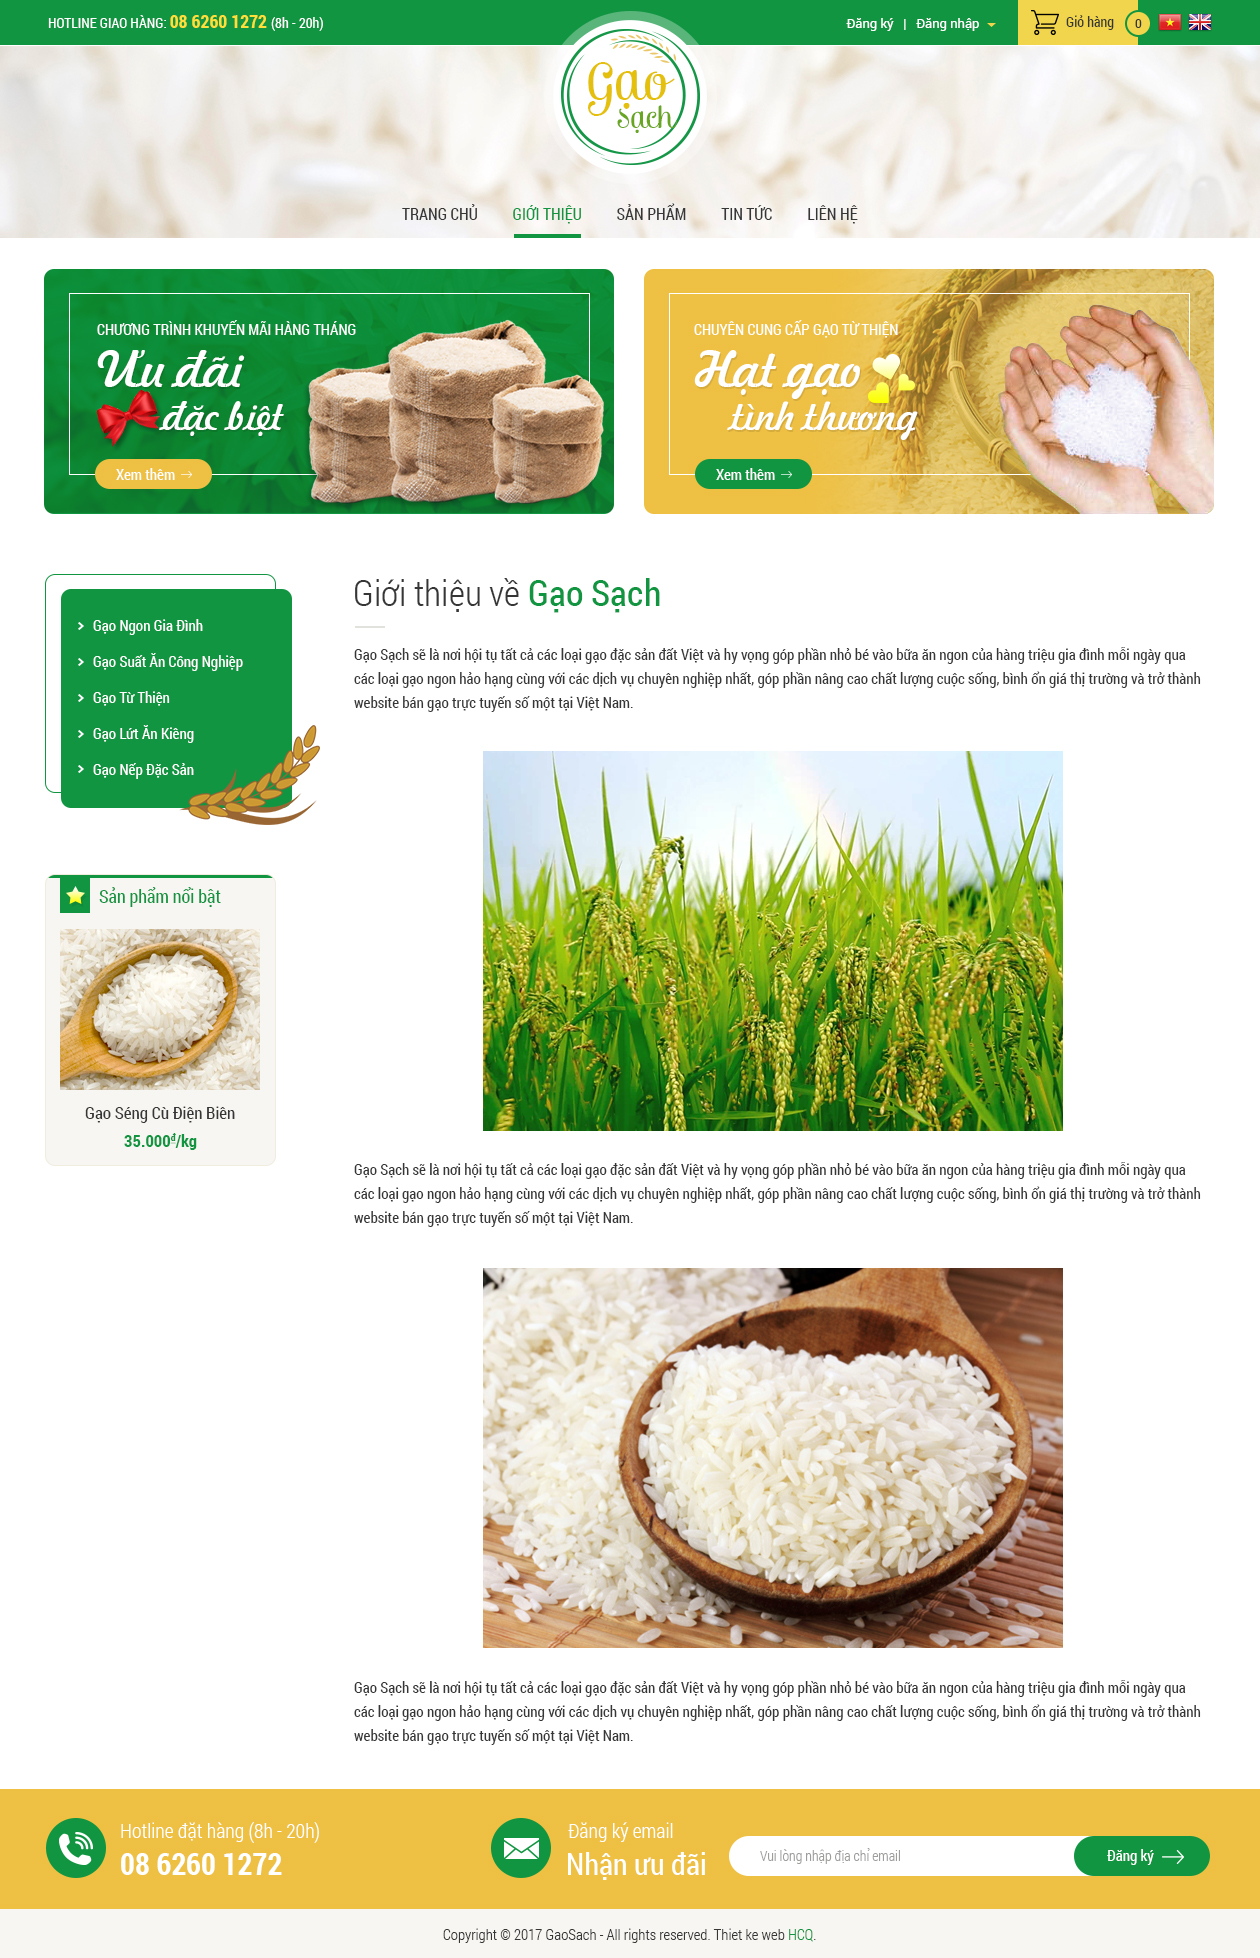 HOTLINE GIAO HÀNG: 08 6260 1272 (8h - 20h)
Đăng ký | Đăng nhập
Giỏ hàng 0
Gạo
Sạch
TRANG CHỦ GIỚI THIỆU SẢN PHẨM TIN TỨC LIÊN HỆ
CHƯƠNG TRÌNH KHUYẾN MÃI HÀNG THÁNG
Ưu đãi
đặc biệt
Xem thêm
CHUYÊN CUNG CẤP GẠO TỪ THIỆN
Hạt gạo
tình thương
Xem thêm
Gạo Ngon Gia Đình
Gạo Suất Ăn Công Nghiệp
Gạo Từ Thiện
Gạo Lứt Ăn Kiêng
Gạo Nếp Đặc Sản
Sản phẩm nổi bật
Gạo Séng Cù Điện Biên
35.000đ/kg
Giới thiệu về Gạo Sạch
Gạo Sạch sẽ là nơi hội tụ tất cả các loại gạo đặc sản đất Việt và hy vọng góp phần nhỏ bé vào bữa ăn ngon của hàng triệu gia đình mỗi ngày qua
các loại gạo ngon hảo hạng cùng với các dịch vụ chuyên nghiệp nhất, góp phần nâng cao chất lượng cuộc sống, bình ổn giá thị trường và trở thành
website bán gạo trực tuyến số một tại Việt Nam.
Gạo Sạch sẽ là nơi hội tụ tất cả các loại gạo đặc sản đất Việt và hy vọng góp phần nhỏ bé vào bữa ăn ngon của hàng triệu gia đình mỗi ngày qua
các loại gạo ngon hảo hạng cùng với các dịch vụ chuyên nghiệp nhất, góp phần nâng cao chất lượng cuộc sống, bình ổn giá thị trường và trở thành
website bán gạo trực tuyến số một tại Việt Nam.
Gạo Sạch sẽ là nơi hội tụ tất cả các loại gạo đặc sản đất Việt và hy vọng góp phần nhỏ bé vào bữa ăn ngon của hàng triệu gia đình mỗi ngày qua
các loại gạo ngon hảo hạng cùng với các dịch vụ chuyên nghiệp nhất, góp phần nâng cao chất lượng cuộc sống, bình ổn giá thị trường và trở thành
website bán gạo trực tuyến số một tại Việt Nam.
Hotline đặt hàng (8h - 20h)
08 6260 1272
Đăng ký email
Nhận ưu đãi
Vui lòng nhập địa chỉ email
Đăng ký
Copyright © 2017 GaoSach - All rights reserved. Thiet ke web HCQ.